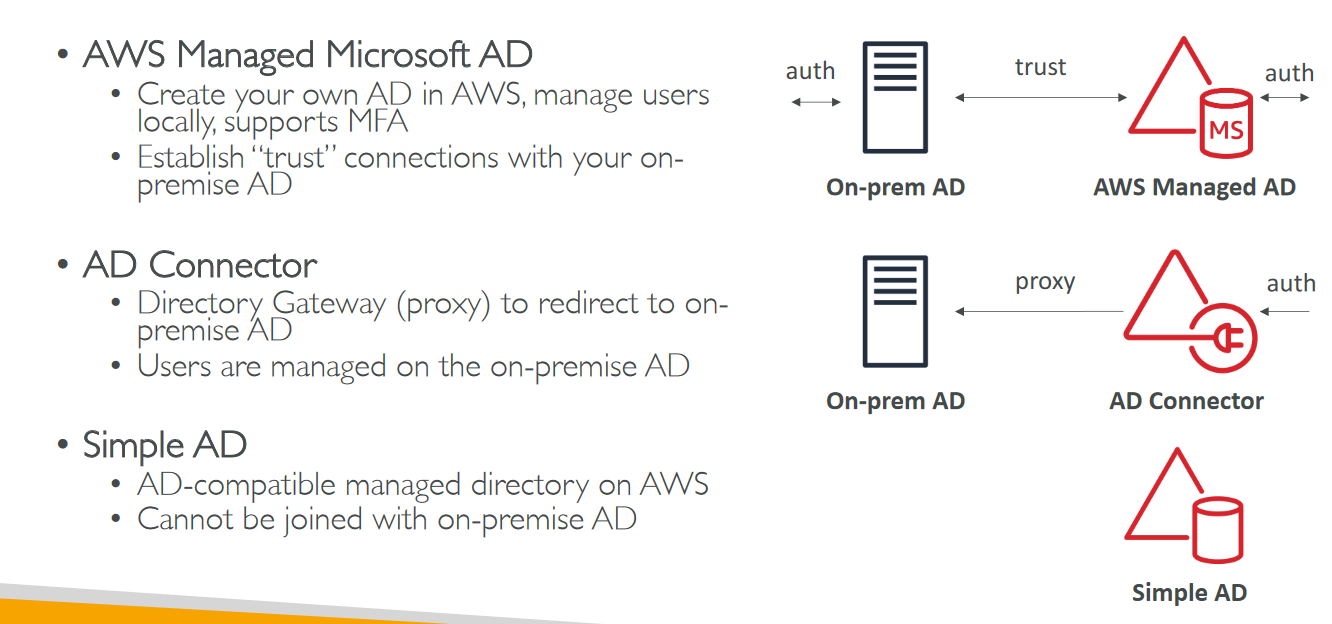 • AWS Managed Microsoft AD
• Create your own AD in AWS, manage users
locally, supports MFA
• Establish “trust” connections with your on-
premise AD
• AD Connector
• Directory Gateway (proxy) to redirect to on-
premise AD
• Users are managed on the on-premise AD
• Simple AD
• AD-compatible managed directory on AWS
• Cannot be joined with on-premise AD
auth
trust
auth
MS
On-prem AD
AWS Managed AD
proxy
auth
On-prem AD
AD Connector
Simple AD